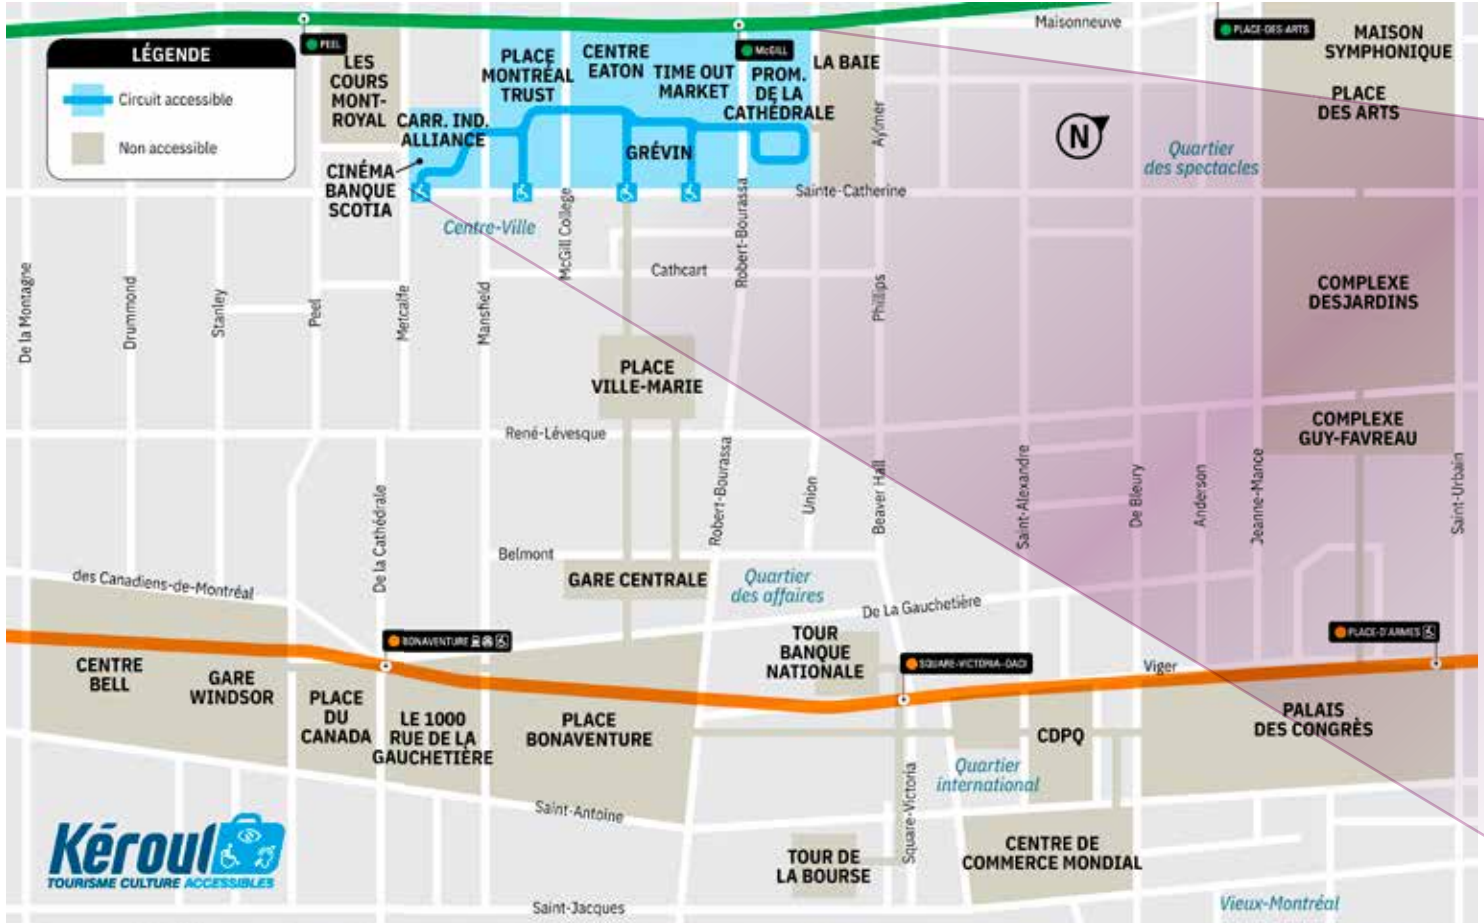 LÉGENDE
Circuit accessible
Non accessible
PEEL
McGILL
PLACE-DES-ARTS
Maisonneuve
LES
COURS
MONT-
ROYAL
CARR. IND.
ALLIANCE
PLACE
MONTRÉAL
TRUST
CENTRE
EATON
TIME OUT
MARKET
PROM.
DE LA
CATHÉDRALE
LA BAIE
GRÉVIN
CINÉMA
BANQUE
SCOTIA
MAISON
SYMPHONIQUE
PLACE
DES ARTS
N
Quartier
des spectacles
Aylmer
Sainte-Catherine
Centre-Ville
McGill College
Robert-Bourassa
Cathcart
De la Montagne
Drummond
Stanley
Peel
Metcalfe
Mansfield
Phillips
COMPLEXE
DESJARDINS
PLACE
VILLE-MARIE
COMPLEXE
GUY-FAVREAU
René-Lévesque
De la Cathédrale
Robert-Bourassa
Union
Beaver Hall
Saint-Alexandre
De Bleury
Anderson
Jeanne-Mance
Saint-Urbain
Belmont
GARE CENTRALE
Quartier
des affaires
des Canadiens-de-Montréal
De La Gauchetière
BONAVENTURE
SQUARE-VICTORIA-OACI
PLACE-D'ARMES
TOUR
BANQUE
NATIONALE
Viger
CENTRE
BELL
GARE
WINDSOR
PLACE
DU
CANADA
LE 1000
RUE DE LA
GAUCHETIÈRE
PLACE
BONAVENTURE
CDPQ
PALAIS
DES CONGRÈS
Quartier
international
Saint-Antoine
Square-Victoria
TOUR DE
LA BOURSE
CENTRE DE
COMMERCE MONDIAL
Saint-Jacques
Vieux-Montréal
Kéroul
TOURISME CULTURE ACCESSIBLES